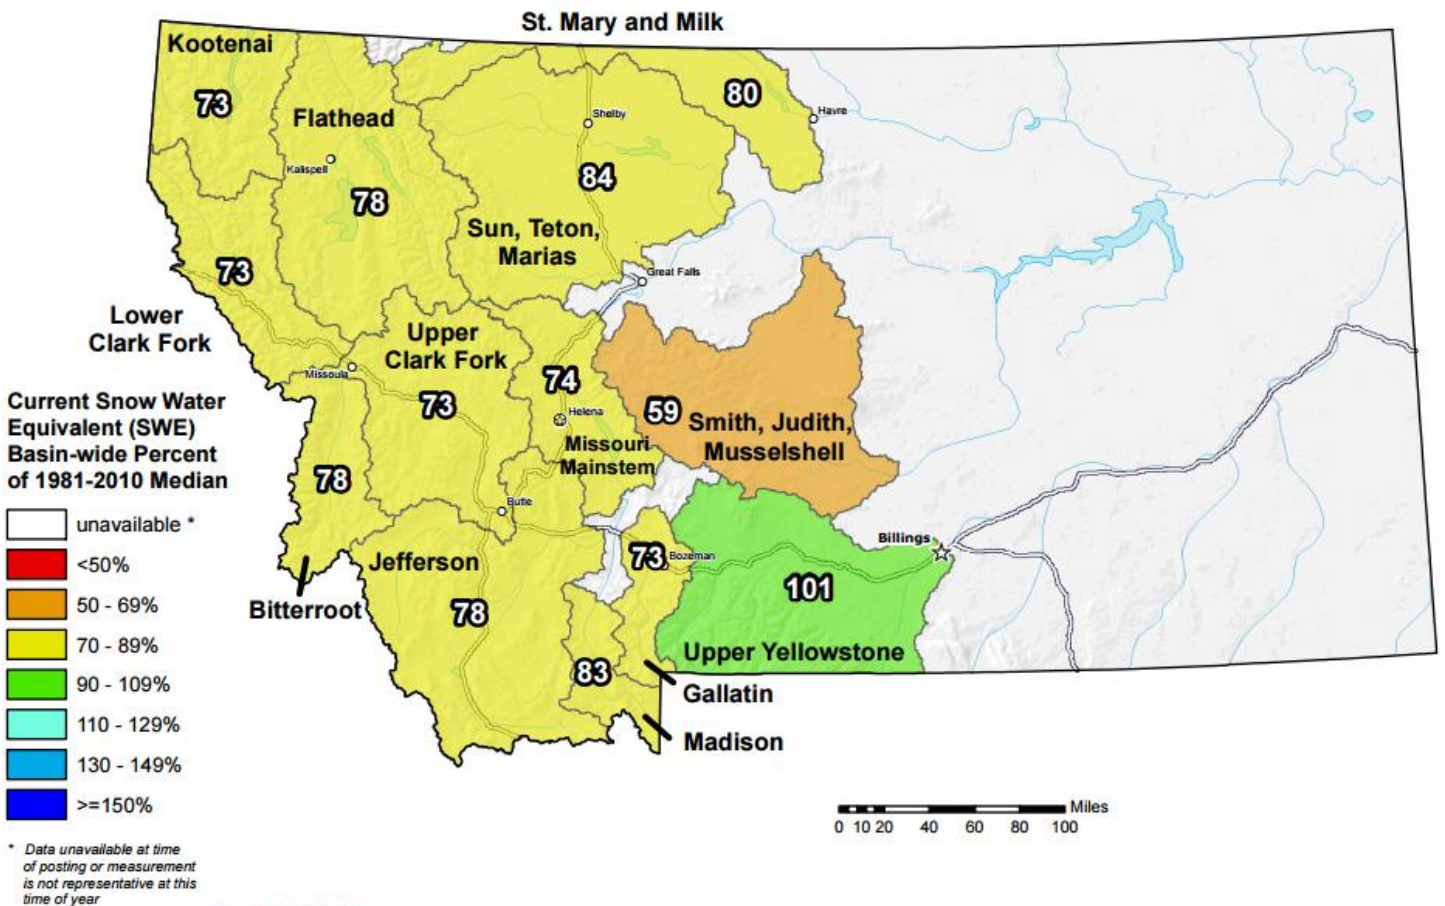 St. Mary and Milk
Kootenai
73
80
Havre
Flathead
Shelby
Kalispell
84
78
Sun, Teton,
Marias
73
Great Falls
Lower
Clark Fork
Upper
Clark Fork
Missoula
74
73
Helena
59
Smith, Judith,
Musselshell
Missouri
Mainstem
78
Butte
Billings
Jefferson
73
Bozeman
101
Bitterroot
78
Upper Yellowstone
83
Gallatin
Madison
Current Snow Water
Equivalent (SWE)
Basin-wide Percent
of 1981-2010 Median
unavailable *
<50%
50 - 69%
70 - 89%
90 - 109%
110 - 129%
130 - 149%
>=150%
* Data unavailable at time
of posting or measurement
is not representative at this
time of year
Miles
0 10 20 40 60 80 100